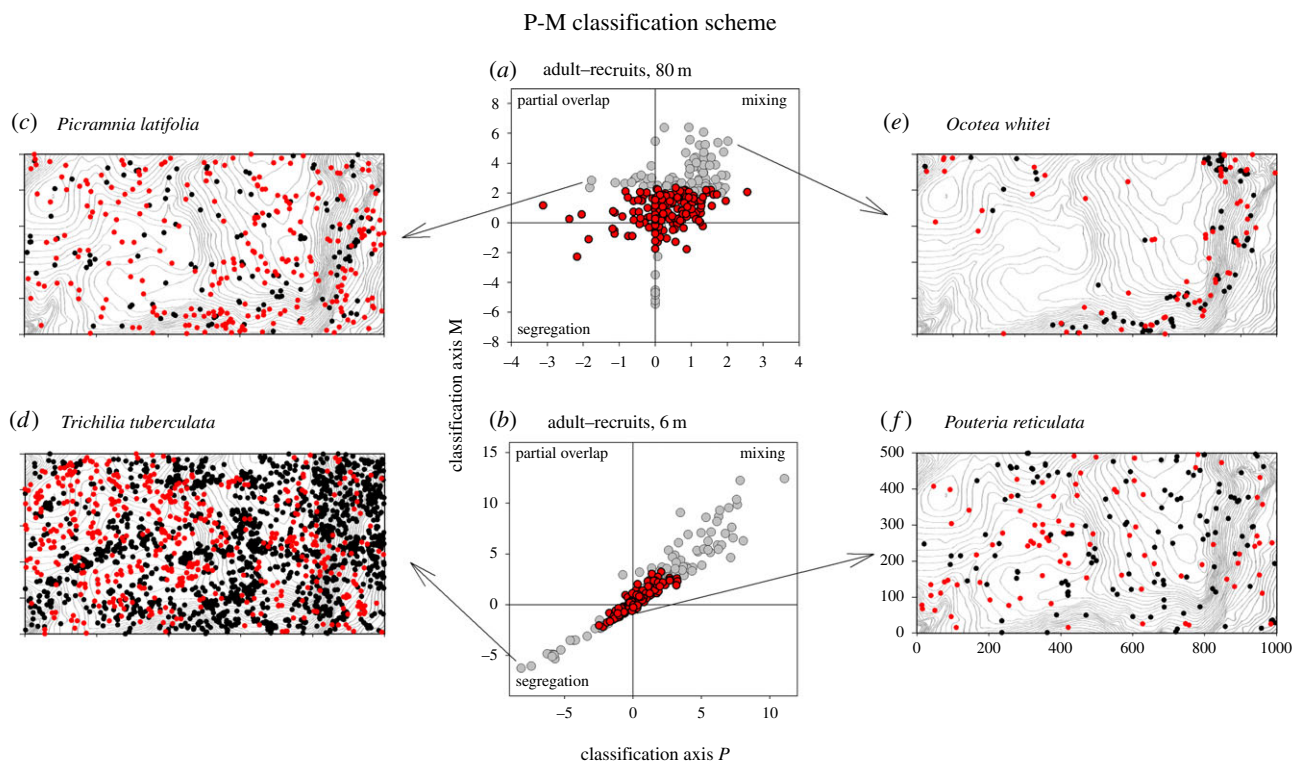 P-M classification scheme
(a) adult–recruits, 80 m
partial overlap
mixing
segregation
8
6
4
2
0
−2
−4
−6
−8
−4 −3 −2 −1 0 1 2 3 4
(c) Picramnia latifolia
(e) Ocotea whitei
classification axis M
(d) Trichilia tuberculata
(b) adult–recruits, 6 m
partial overlap
mixing
segregation
15
10
5
0
−5
−5 0 5 10
classification axis P
(f) Pouteria reticulata
500
400
300
200
100
0
0 200 400 600 800 1000